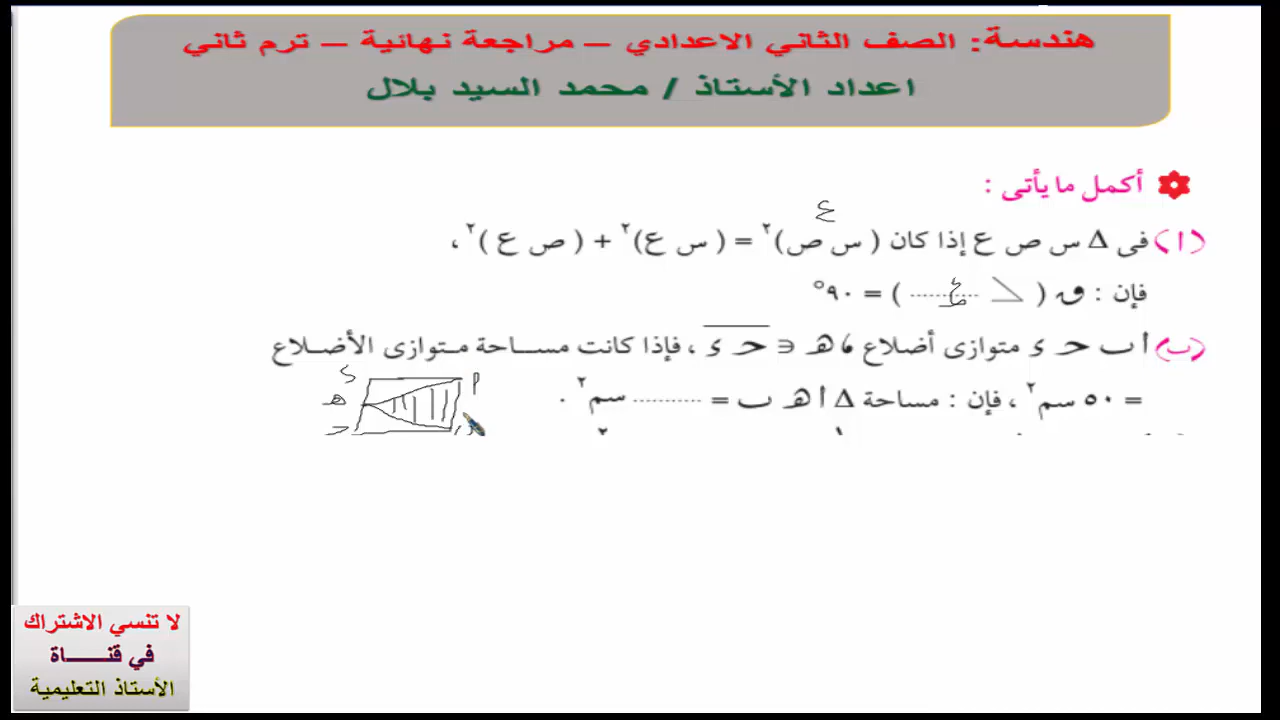 هندسة: الصف الثاني الاعدادي – مراجعة نهائية – ترم ثاني
اعداد الأستاذ / محمد السيد بلال
أكمل ما يأتى :
ع
(ا) فى Δ س ص ع إذا كان (س ص)٢ = (س ع)٢ + (ص ع)٢ ،
فإن : ق (∠ ...ع...) = ٩٠°
(ب) ا ب حـ ء متوازى أضلاع ، هـ ∈ حـ ء ، فإذا كانت مساحة متوازى الأضلاع
= ٥٠ سم٢ ، فإن : مساحة Δ ا هـ ب = .......... سم٢ .
ء
ا
هـ
حـ
لا تنسي الاشتراك
في قنـــــاة
الأستاذ التعليمية